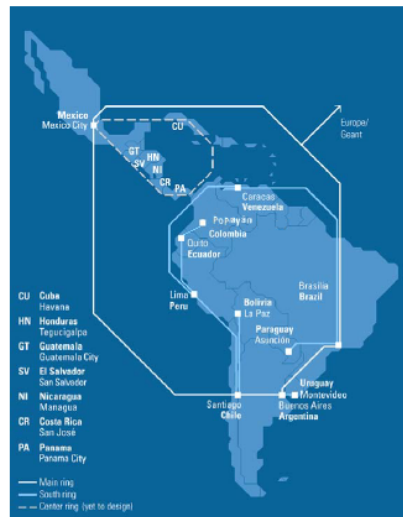 Mexico
Mexico City
CU
Europe/
Geant
GT
HN
SV
NI
CR
PA
Caracas
Venezuela
Popayán
Colombia
Quito
Ecuador
Lima
Peru
Bolivia
La Paz
Brasilia
Brazil
Paraguay
Asunción
Uruguay
Montevideo
Santiago
Chile
Buenos Aires
Argentina
CU Cuba
Havana
HN Honduras
Tegucigalpa
GT Guatemala
Guatemala City
SV El Salvador
San Salvador
NI Nicaragua
Managua
CR Costa Rica
San José
PA Panama
Panama City
Main ring
South ring
Center ring (yet to design)